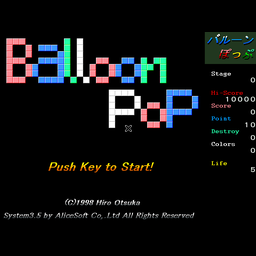 Balloon
PoP
Push Key to Start!
(C)1998 Hiro Otsuka
System3.5 by AliceSoft Co,.Ltd All Rights Reserved
バルーン
ぽっぷ
Stage
0
Hi-Score
10000
Score
0
Point
10
Destroy
0
Colors
0
Life
5